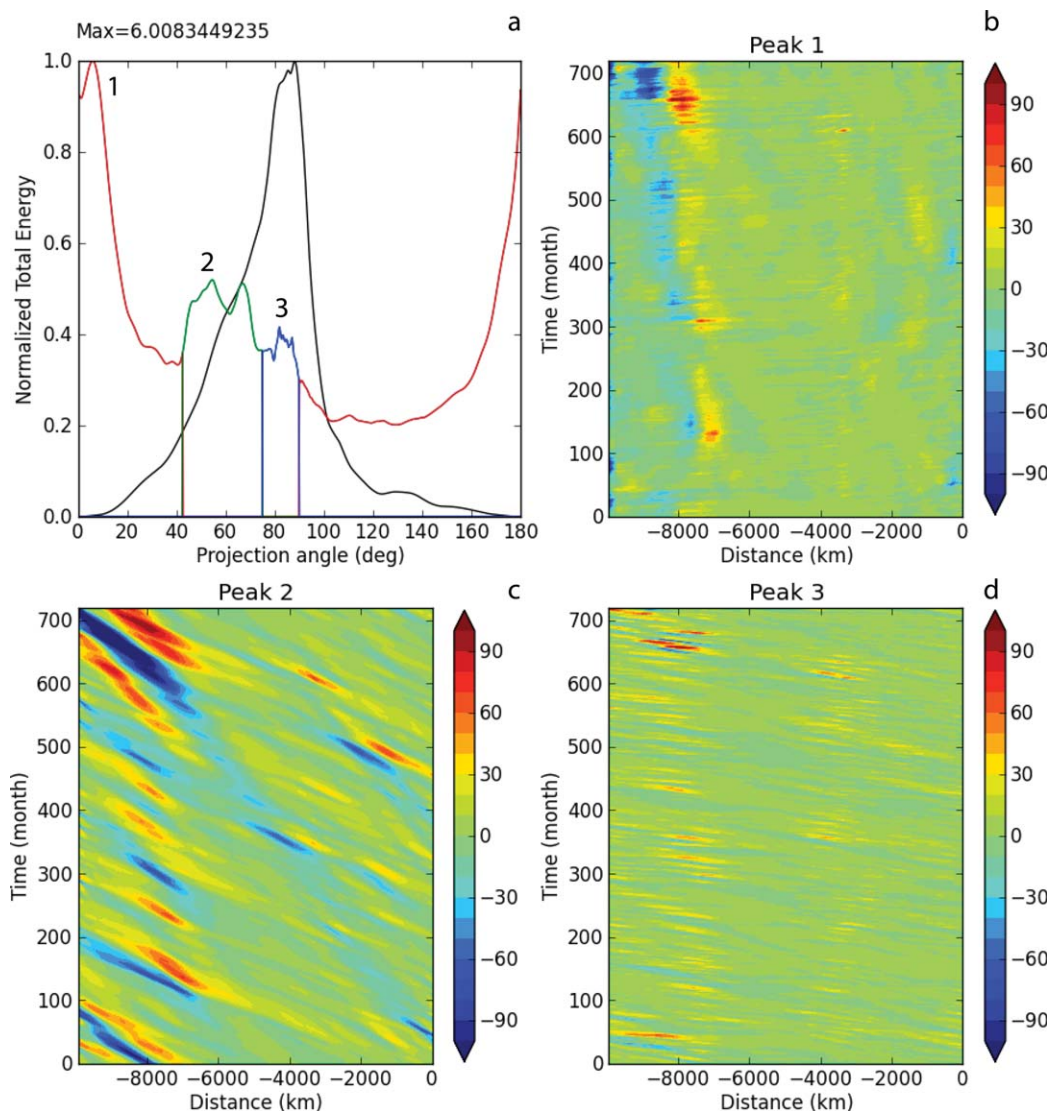 Max=6.0083449235
a
1
2
3
1.0
0.8
0.6
0.4
0.2
0.0
Normalized Total Energy
0 20 40 60 80 100 120 140 160 180
Projection angle (deg)
b
Peak 1
700
600
500
400
300
200
100
0
Time (month)
−8000 −6000 −4000 −2000 0
Distance (km)
90
60
30
0
−30
−60
−90
c
Peak 2
700
600
500
400
300
200
100
0
Time (month)
−8000 −6000 −4000 −2000 0
Distance (km)
90
60
30
0
−30
−60
−90
d
Peak 3
700
600
500
400
300
200
100
0
Time (month)
−8000 −6000 −4000 −2000 0
Distance (km)
90
60
30
0
−30
−60
−90